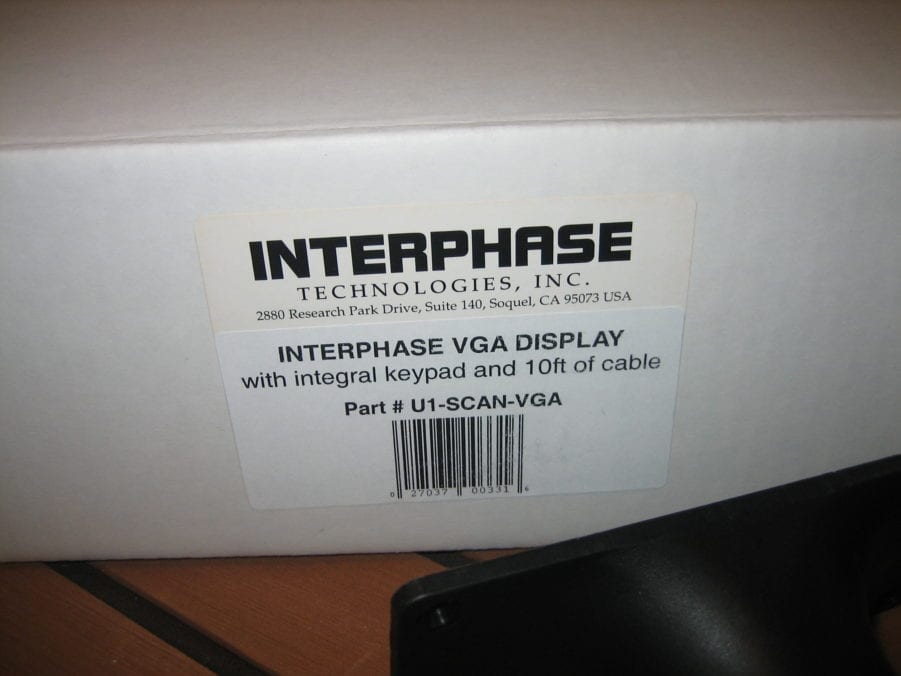 INTERPHASE
TECHNOLOGIES, INC.
2880 Research Park Drive, Suite 140, Soquel, CA 95073 USA
INTERPHASE VGA DISPLAY
with integral keypad and 10ft of cable
Part # U1-SCAN-VGA
0 27037 00331 6